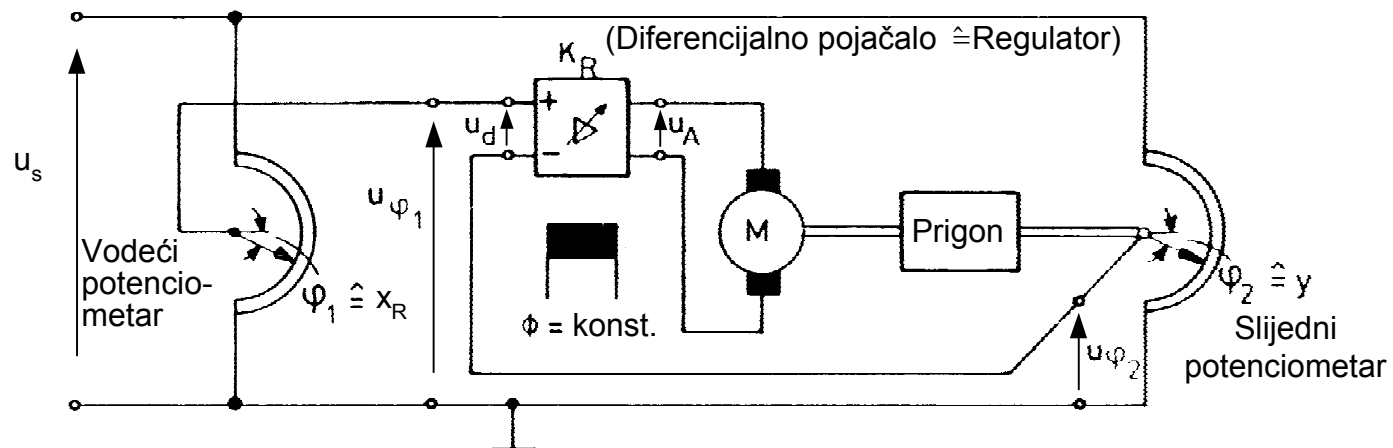 (Diferencijalno pojačalo ≙Regulator)
K_R
+
−
u_d
u_A
u_s
u_φ₁
Vodeći
potencio-
metar
φ₁ ≙ x_R
Φ = konst.
M
Prigon
φ₂ ≙ y
Slijedni
potenciometar
u_φ₂